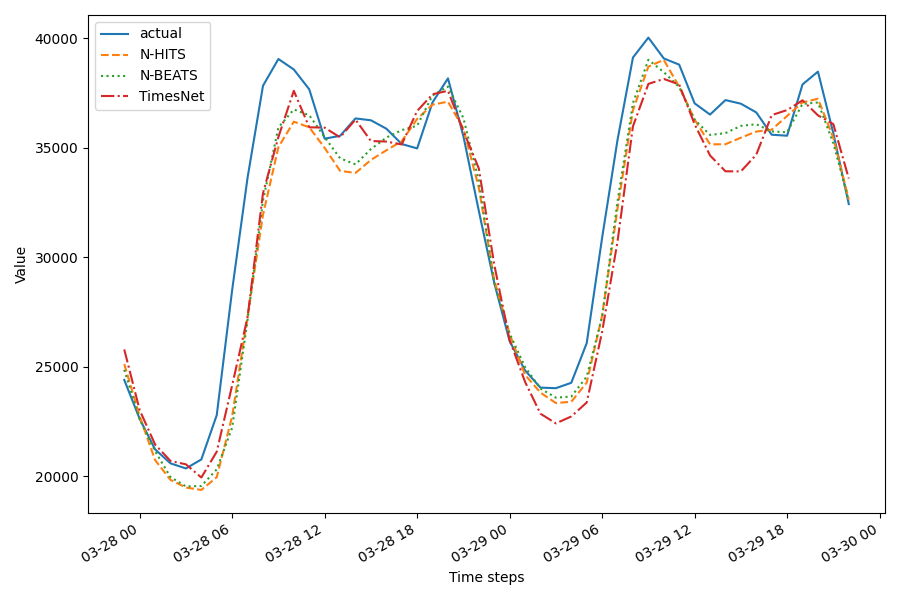 actual
N-HITS
N-BEATS
TimesNet
40000
35000
30000
25000
20000
Value
03-28 00
03-28 06
03-28 12
03-28 18
03-29 00
03-29 06
03-29 12
03-29 18
03-30 00
Time steps